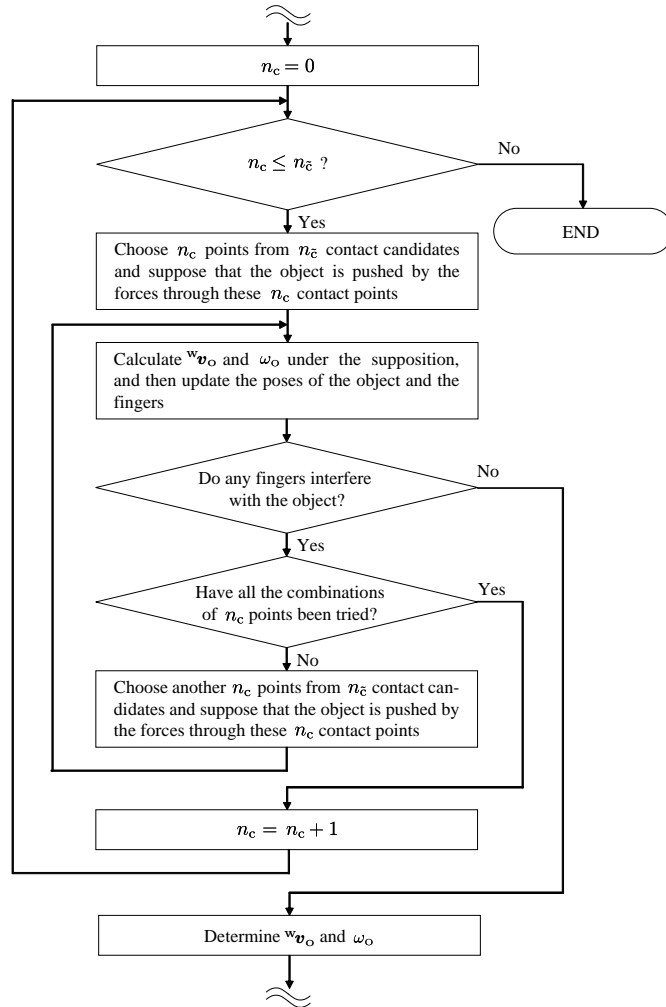 n_c = 0
n_c ≤ n_c̃ ?
No
Yes
END
Choose n_c points from n_c̃ contact candidates
and suppose that the object is pushed by the
forces through these n_c contact points
Calculate ʷv_o and ω_o under the supposition,
and then update the poses of the object and the
fingers
Do any fingers interfere
with the object?
No
Yes
Have all the combinations
of n_c points been tried?
Yes
No
Choose another n_c points from n_c̃ contact can-
didates and suppose that the object is pushed by
the forces through these n_c contact points
n_c = n_c + 1
Determine ʷv_o and ω_o